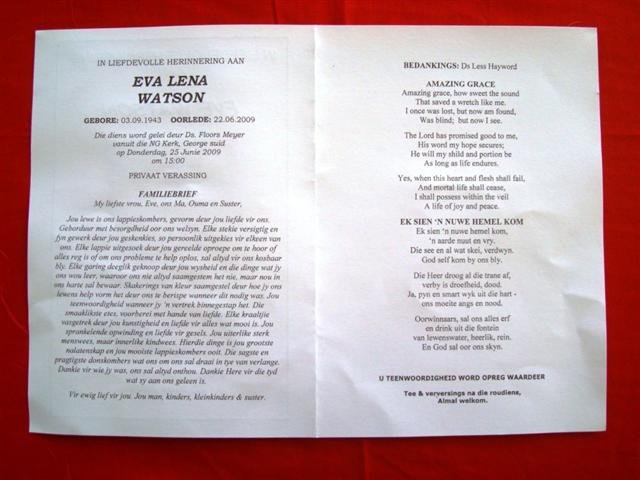 IN LIEFDEVOLLE HERINNERING AAN
EVA LENA
WATSON
GEBORE: 03.09.1943 OORLEDE: 22.06.2009
Die diens word gelei deur Ds. Floors Meyer
vanuit die NG Kerk, George suid
op Donderdag, 25 Junie 2009
om 15:00
PRIVAAT VERASSING
FAMILIEBRIEF
My liefste vrou, Eve, ons Ma, Ouma en Suster,
Jou lewe is ons lappieskombers, gevorm deur jou liefde vir ons.
Geborduur met besorgdheid oor ons welsyn. Elke stekie versigtig en
fyn gewerk deur jou geskenkies, so persoonlik uitgekies vir elkeen van
ons. Elke lappie uitgesoek deur jou gereelde oproepe om te hoor of
alles reg is of om ons probleme te help oplos, sal altyd vir ons kosbaar
bly. Elke garing deeglik geknoop deur jou wysheid en die dinge wat jy
ons wou leer, waaroor ons nie altyd saamgestem het nie, maar nou in
ons harte sal bewaar. Skakerings van kleur saamgestel deur hoe jy ons
lewens help vorm het deur ons te berispe wanneer dit nodig was. Jou
teenwoordigheid wanneer jy 'n vertrek binnegestap het. Die
smaaklikste etes, voorberei met hande van liefde. Elke kraaltjie
vasgetrek deur jou kunstigheid en liefde vir alles wat mooi is. Jou
sprankelende opwinding en liefde vir gesels. Jou uiterlike sterk
menswees, maar innerlike kindwees. Hierdie dinge is jou grootste
nalatenskap en jou mooiste lappieskombers ooit. Die sagste en
pragtigste donskombers wat ons om ons sal draai in tye van verlange.
Dankie vir wie jy was, ons sal altyd onthou. Dankie Here vir die tyd
wat sy aan ons geleen is.
Vir ewig lief vir jou. Jou man, kinders, kleinkinders & suster.
BEDANKINGS: Ds Less Hayword
AMAZING GRACE
Amazing grace, how sweet the sound
That saved a wretch like me.
I once was lost, but now am found,
Was blind; but now I see.
The Lord has promised good to me,
His word my hope secures;
He will my shild and portion be
As long as life endures.
Yes, when this heart and flesh shall fail,
And mortal life shall cease,
I shall possess within the veil
A life of joy and peace.
EK SIEN 'N NUWE HEMEL KOM
Ek sien 'n nuwe hemel kom,
'n aarde nuut en vry.
Die see en al wat skei, verdwyn.
God self kom by ons bly.
Die Heer droog al die trane af,
verby is droefheid, dood.
Ja, pyn en smart wyk uit die hart -
ons moeite angs en nood.
Oorwinnaars, sal ons alles erf
en drink uit die fontein
van lewenswater, heerlik, rein.
En God sal oor ons skyn.
U TEENWOORDIGHEID WORD OPREG WAARDEER
Tee & verversings na die roudiens,
Almal welkom.